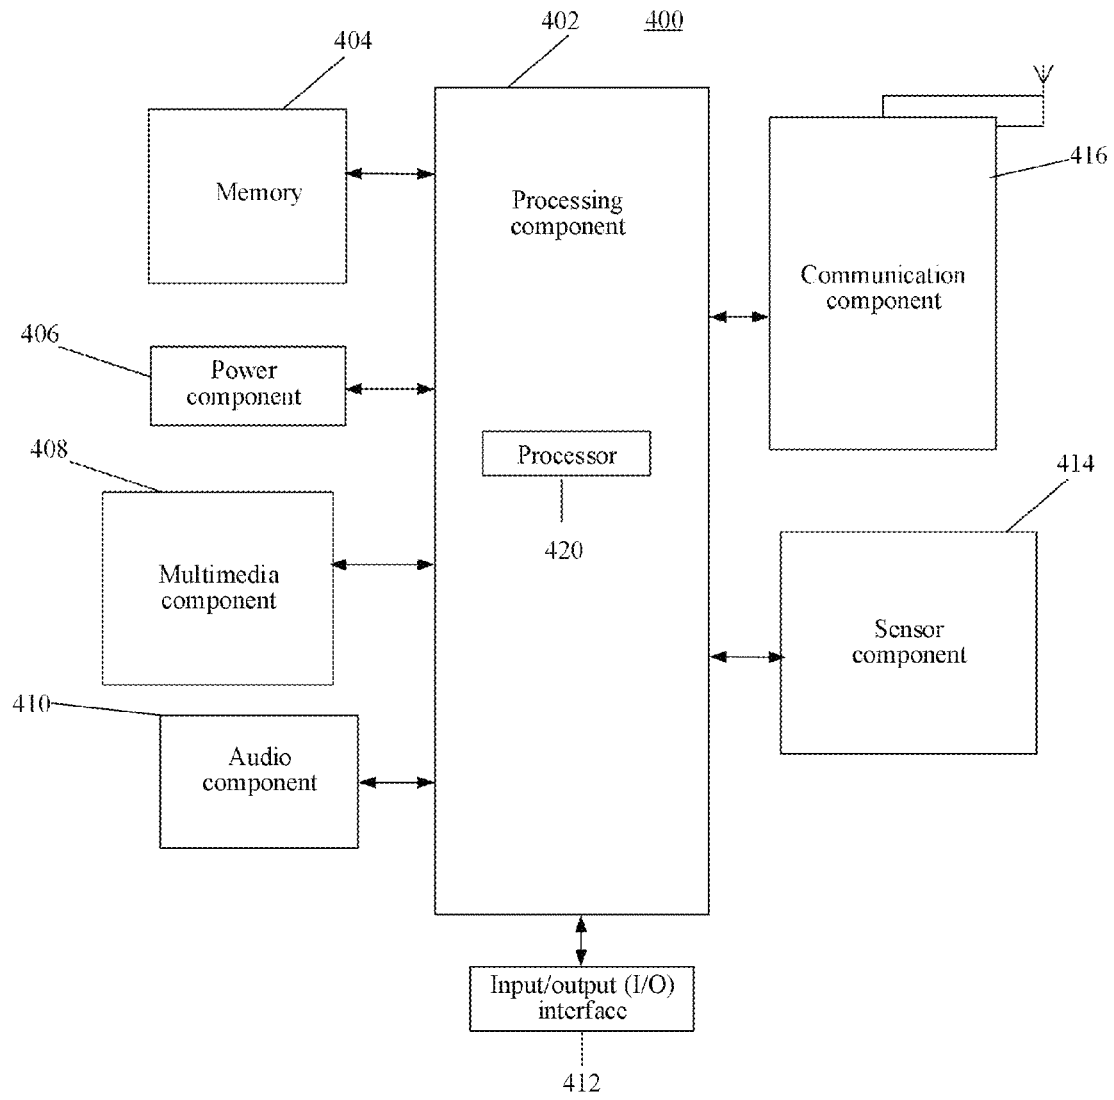 402
400
404
416
Memory
Processing
component
Communication
component
406
Power
component
408
Processor
414
420
Multimedia
component
Sensor
component
410
Audio
component
Input/output (I/O)
interface
412